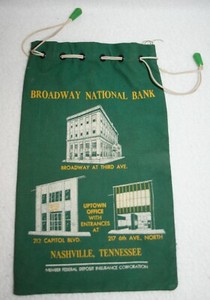 BROADWAY NATIONAL BANK
BROADWAY AT THIRD AVE.
UPTOWN
OFFICE
WITH
ENTRANCES
AT
313 CAPITOL BLVD.
217 6th AVE. NORTH
NASHVILLE, TENNESSEE
MEMBER FEDERAL DEPOSIT INSURANCE CORPORATION